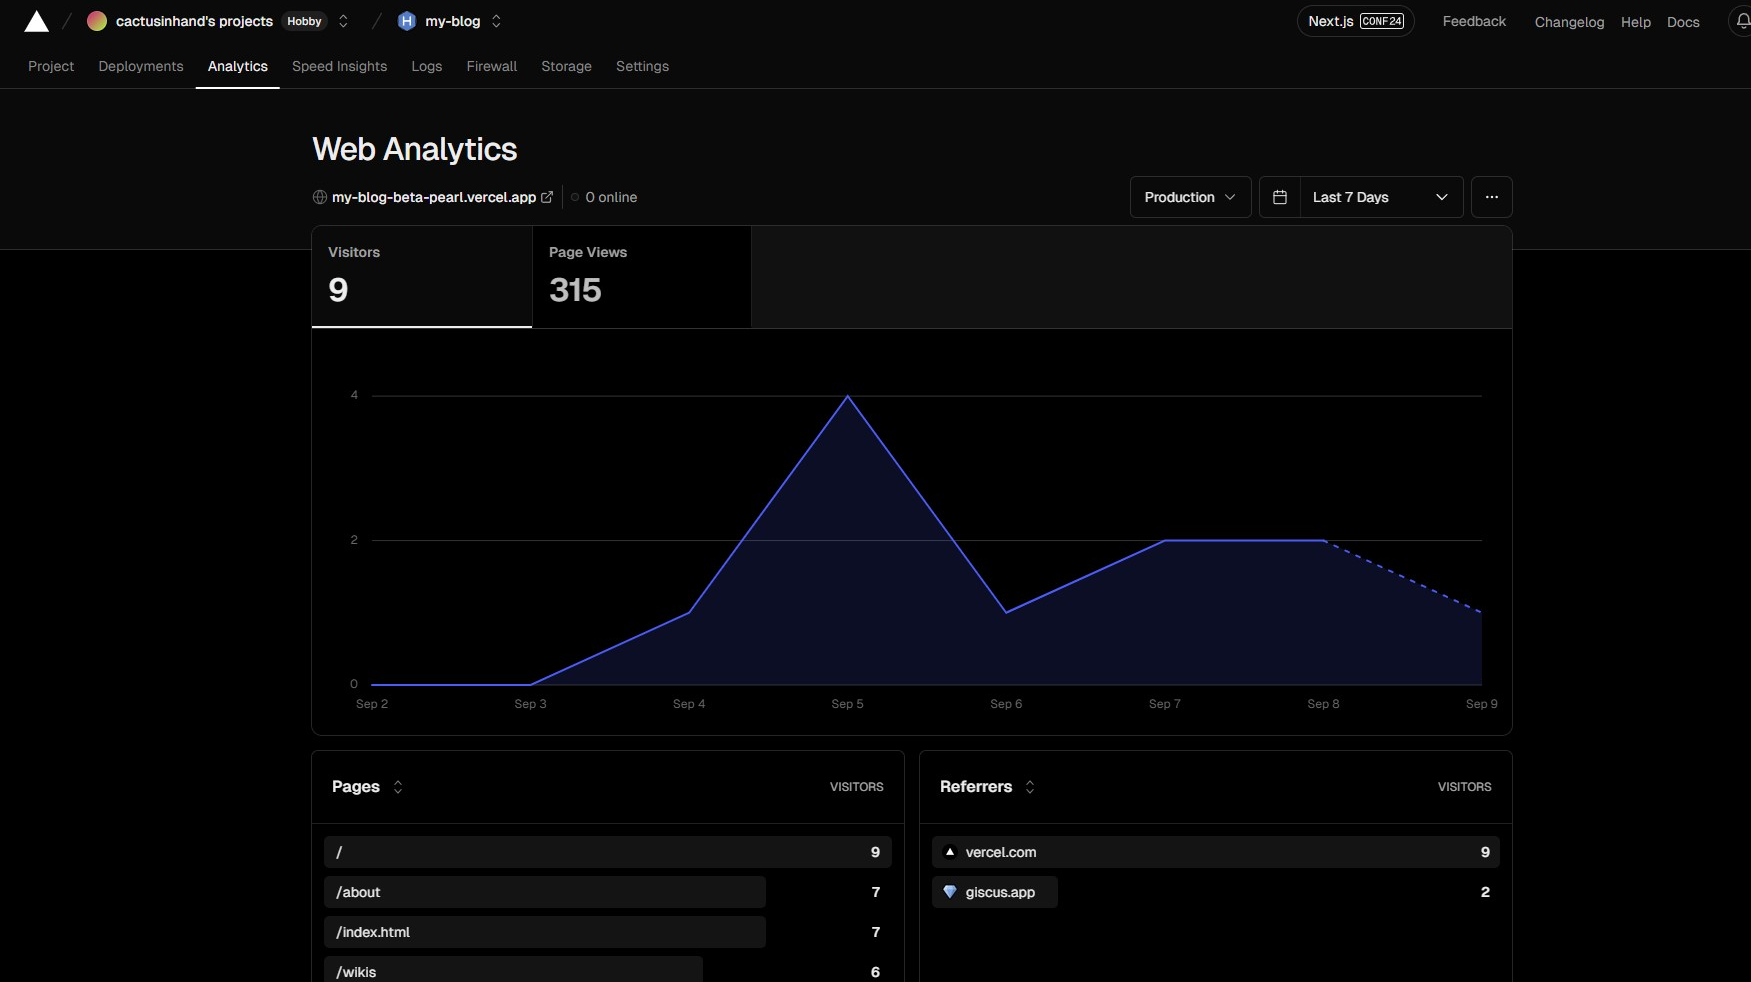 cactusinhand's projects Hobby my-blog Next.js CONF24 Feedback Changelog Help Docs
Project Deployments Analytics Speed Insights Logs Firewall Storage Settings
Web Analytics
my-blog-beta-pearl.vercel.app 0 online Production Last 7 Days
Visitors Page Views
9 315
4
2
0
Sep 2 Sep 3 Sep 4 Sep 5 Sep 6 Sep 7 Sep 8 Sep 9
Pages VISITORS
/ 9
/about 7
/index.html 7
/wikis 6
Referrers VISITORS
vercel.com 9
giscus.app 2